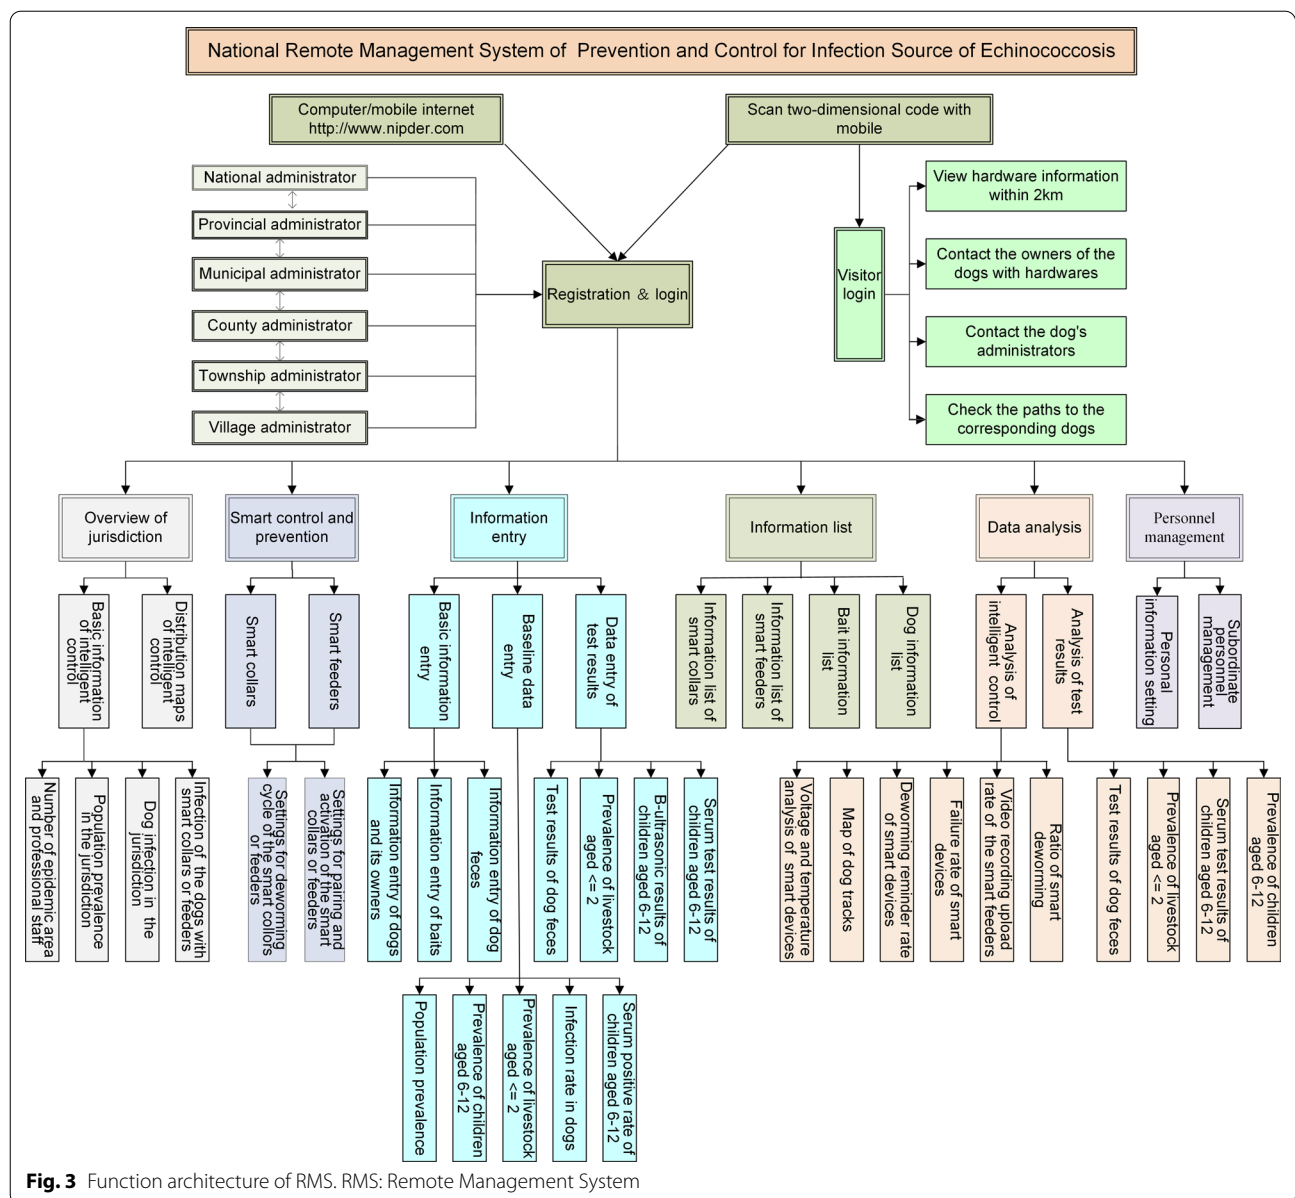 National Remote Management System of Prevention and Control for Infection Source of Echinococcosis
Computer/mobile internet
http://www.nipder.com
Scan two-dimensional code with
mobile
National administrator
Provincial administrator
Municipal administrator
County administrator
Township administrator
Village administrator
Registration & login
Visitor
login
View hardware information
within 2km
Contact the owners of the
dogs with hardwares
Contact the dog's
administrators
Check the paths to the
corresponding dogs
Overview of
jurisdiction
Smart control and
prevention
Information
entry
Information list
Data analysis
Personnel
management
Basic information
of intelligent
control
Distribution maps
of intelligent
control
Smart collars
Smart feeders
Basic information
entry
Baseline data
entry
Data entry of
test results
Information list of
smart collars
Information list of
smart feeders
Bait information
list
Dog information
list
Analysis of
intelligent control
Analysis of test
results
Personal
information setting
Subordinate
personnel
management
Number of epidemic area
and professional staff
Population prevalence
in the jurisdiction
Dog infection in the
jurisdiction
Infection of the dogs with
smart collars or feeders
Settings for deworming
cycle of the smart collors
or feeders
Settings for pairing and
activation of the smart
collars or feeders
Information entry of dogs
and its owners
Information entry of baits
Information entry of dog
feces
Test results of dog feces
Prevalence of livestock
aged <= 2
B-ultrasonic results of
children aged 6-12
Serum test results of
children aged 6-12
Voltage and temperature
analysis of smart devices
Map of dog tracks
Deworming reminder rate
of smart devices
Failure rate of smart
devices
Video recording upload
rate of the smart feeders
Ratio of smart
deworming
Test results of dog feces
Prevalence of livestock
aged <= 2
Serum test results of
children aged 6-12
Prevalence of children
aged 6-12
Population prevalence
Prevalence of children
aged 6-12
Prevalence of livestock
aged <= 2
Infection rate in dogs
Serum positive rate of
children aged 6-12
Fig. 3 Function architecture of RMS. RMS: Remote Management System